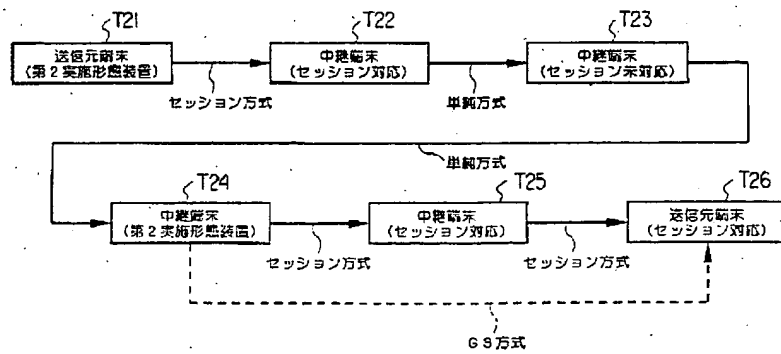 T21
送信元端末
(第2実施形態装置)
セッション方式
T22
中継端末
(セッション対応)
単純方式
T23
中継端末
(セッション未対応)
単純方式
T24
中継端末
(第2実施形態装置)
セッション方式
T25
中継端末
(セッション対応)
セッション方式
T26
送信元端末
(セッション対応)
GS方式